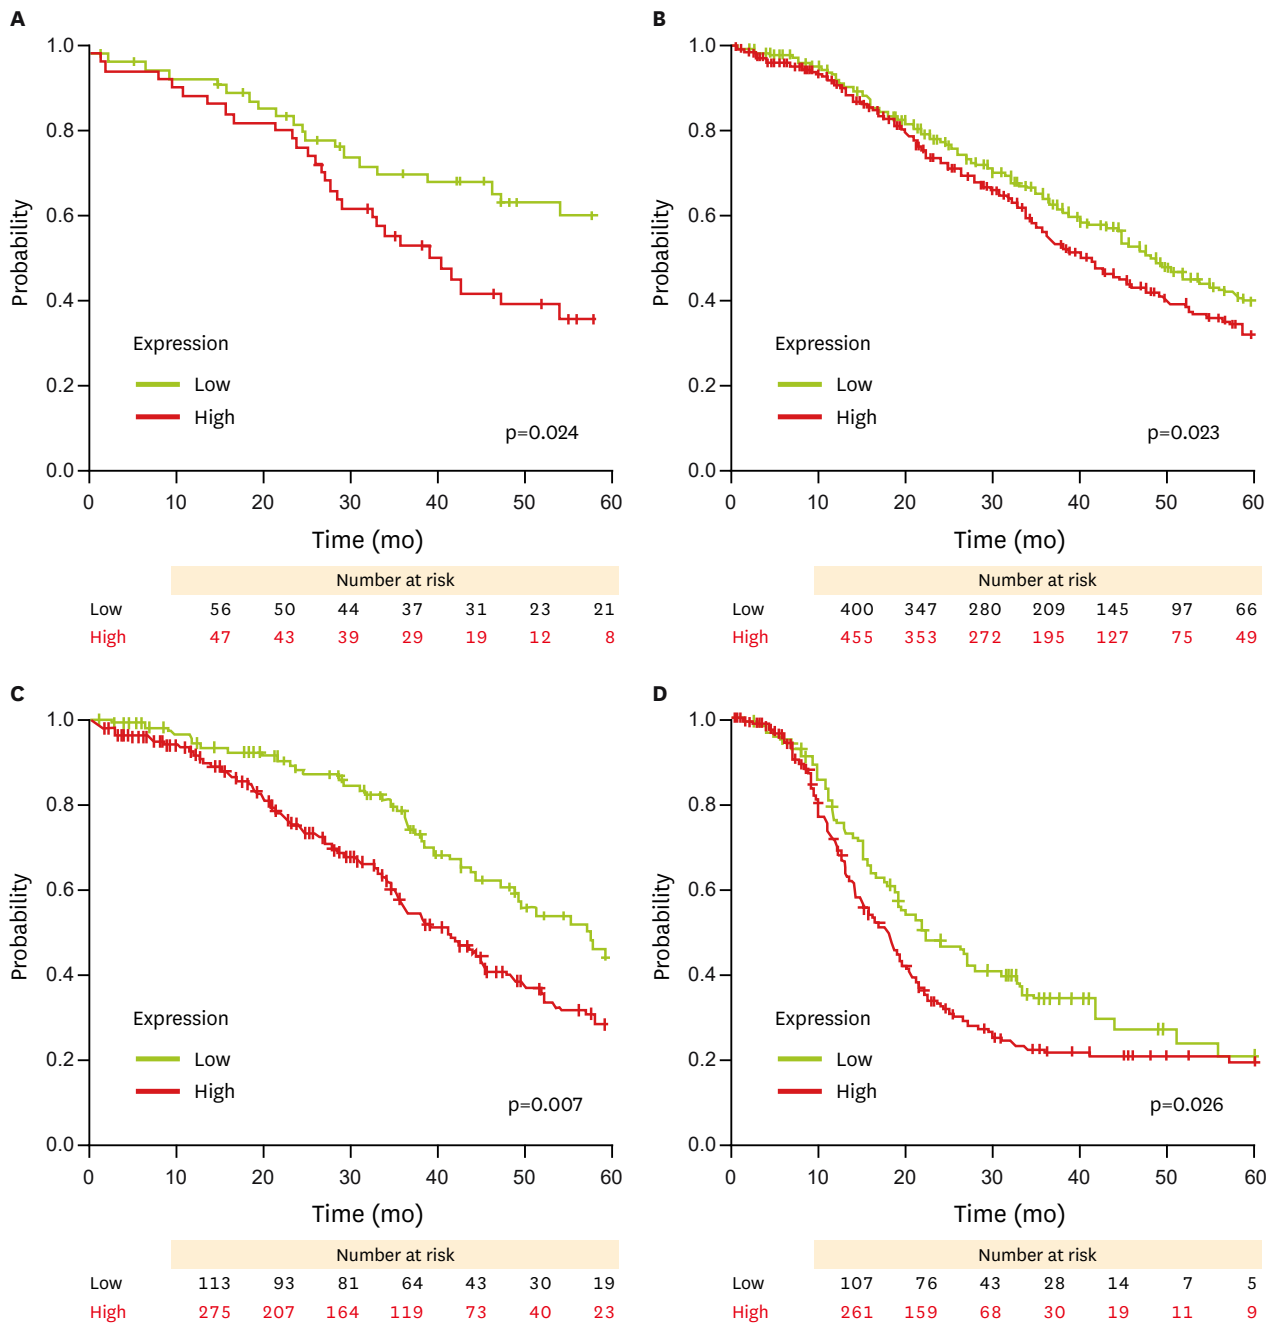 A
1.0
0.8
0.6
0.4
0.2
0.0
Probability
Expression
Low
High
p=0.024
0 10 20 30 40 50 60
Time (mo)
Number at risk
Low 56 50 44 37 31 23 21
High 47 43 39 29 19 12 8
B
1.0
0.8
0.6
0.4
0.2
0.0
Probability
Expression
Low
High
p=0.023
0 10 20 30 40 50 60
Time (mo)
Number at risk
Low 400 347 280 209 145 97 66
High 455 353 272 195 127 75 49
C
1.0
0.8
0.6
0.4
0.2
0.0
Probability
Expression
Low
High
p=0.007
0 10 20 30 40 50 60
Time (mo)
Number at risk
Low 113 93 81 64 43 30 19
High 275 207 164 119 73 40 23
D
1.0
0.8
0.6
0.4
0.2
0.0
Probability
Expression
Low
High
p=0.026
0 10 20 30 40 50 60
Time (mo)
Number at risk
Low 107 76 43 28 14 7 5
High 261 159 68 30 19 11 9